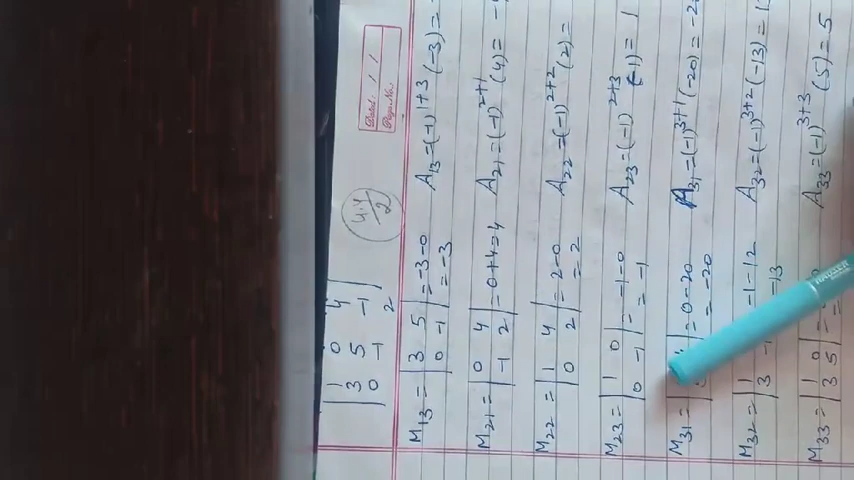 Date: / /
Page No.
4.4/2
| 1 0 4 |
| 3 5 -1 |
| 0 -1 2 |
M13 = | 3 5 | = -3-0 A13 = (-1)^1+3 (-3) =
| 0 -1 | = -3
M21 = | 0 4 | = 0+4=4 A21 = (-1)^2+1 (4) = -
| -1 2 |
M22 = | 1 4 | = 2-0 A22 = (-1)^2+2 (2) =
| 0 2 | = 2
M23 = | 1 0 | = -1-0 A23 = (-1)^2+3 (-1) = 1
| 0 -1 | = -1
M31 = | = 0-20 A31 = (-1)^3+1 (-20) = -2
= -20
M32 = | 1 -1-12 A32 = (-1)^3+2 (-13) = 1
| 3 -1 -13
M33 = | 1 0 | = A33 = (-1)^3+3 (5) = 5
| 3 5 | =